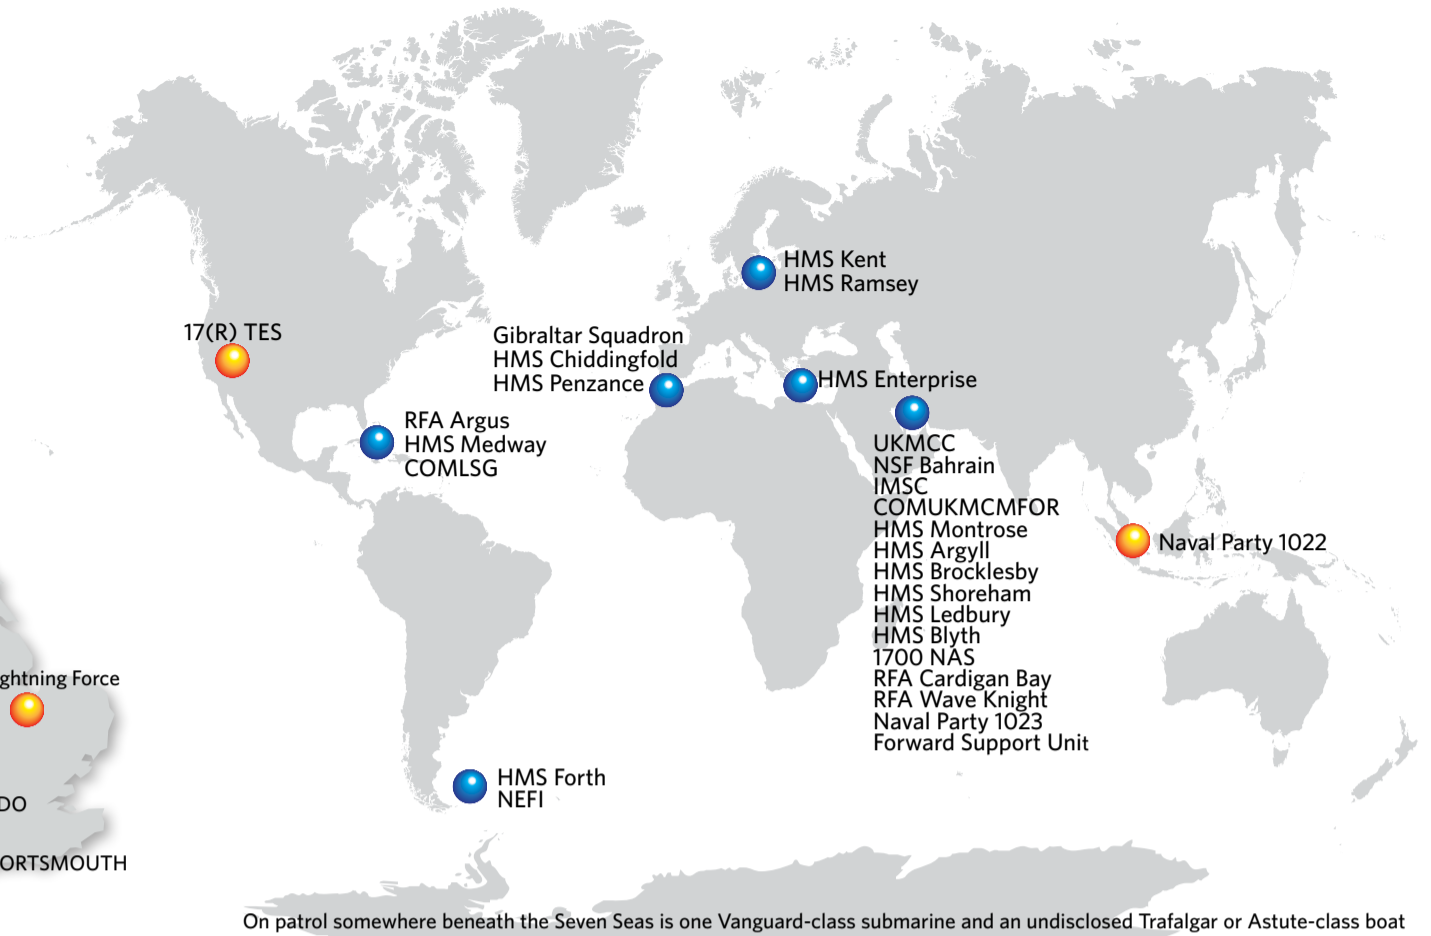 17(R) TES
RFA Argus
HMS Medway
COMLSG
Gibraltar Squadron
HMS Chiddingfold
HMS Penzance
HMS Kent
HMS Ramsey
HMS Enterprise
UKMCC
NSF Bahrain
IMSC
COMUKMCMFOR
HMS Montrose
HMS Argyll
HMS Brocklesby
HMS Shoreham
HMS Ledbury
HMS Blyth
1700 NAS
RFA Cardigan Bay
RFA Wave Knight
Naval Party 1023
Forward Support Unit
Naval Party 1022
ghtning Force
DO
ORTSMOUTH
HMS Forth
NEFI
On patrol somewhere beneath the Seven Seas is one Vanguard-class submarine and an undisclosed Trafalgar or Astute-class boat